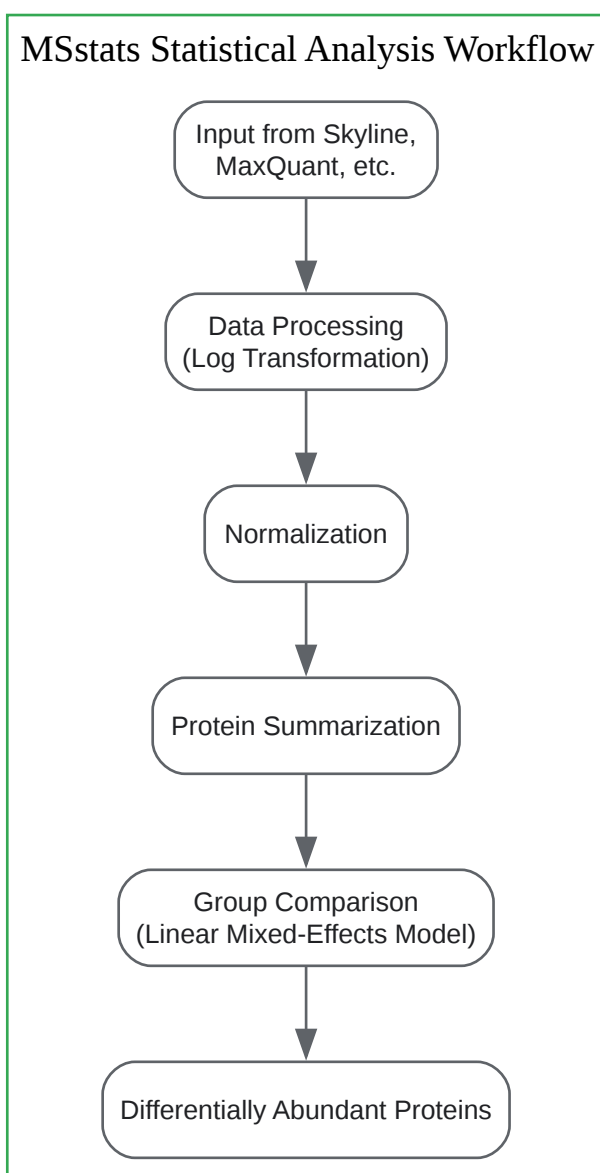 MSstats Statistical Analysis Workflow
Input from Skyline,
MaxQuant, etc.
Data Processing
(Log Transformation)
Normalization
Protein Summarization
Group Comparison
(Linear Mixed-Effects Model)
Differentially Abundant Proteins